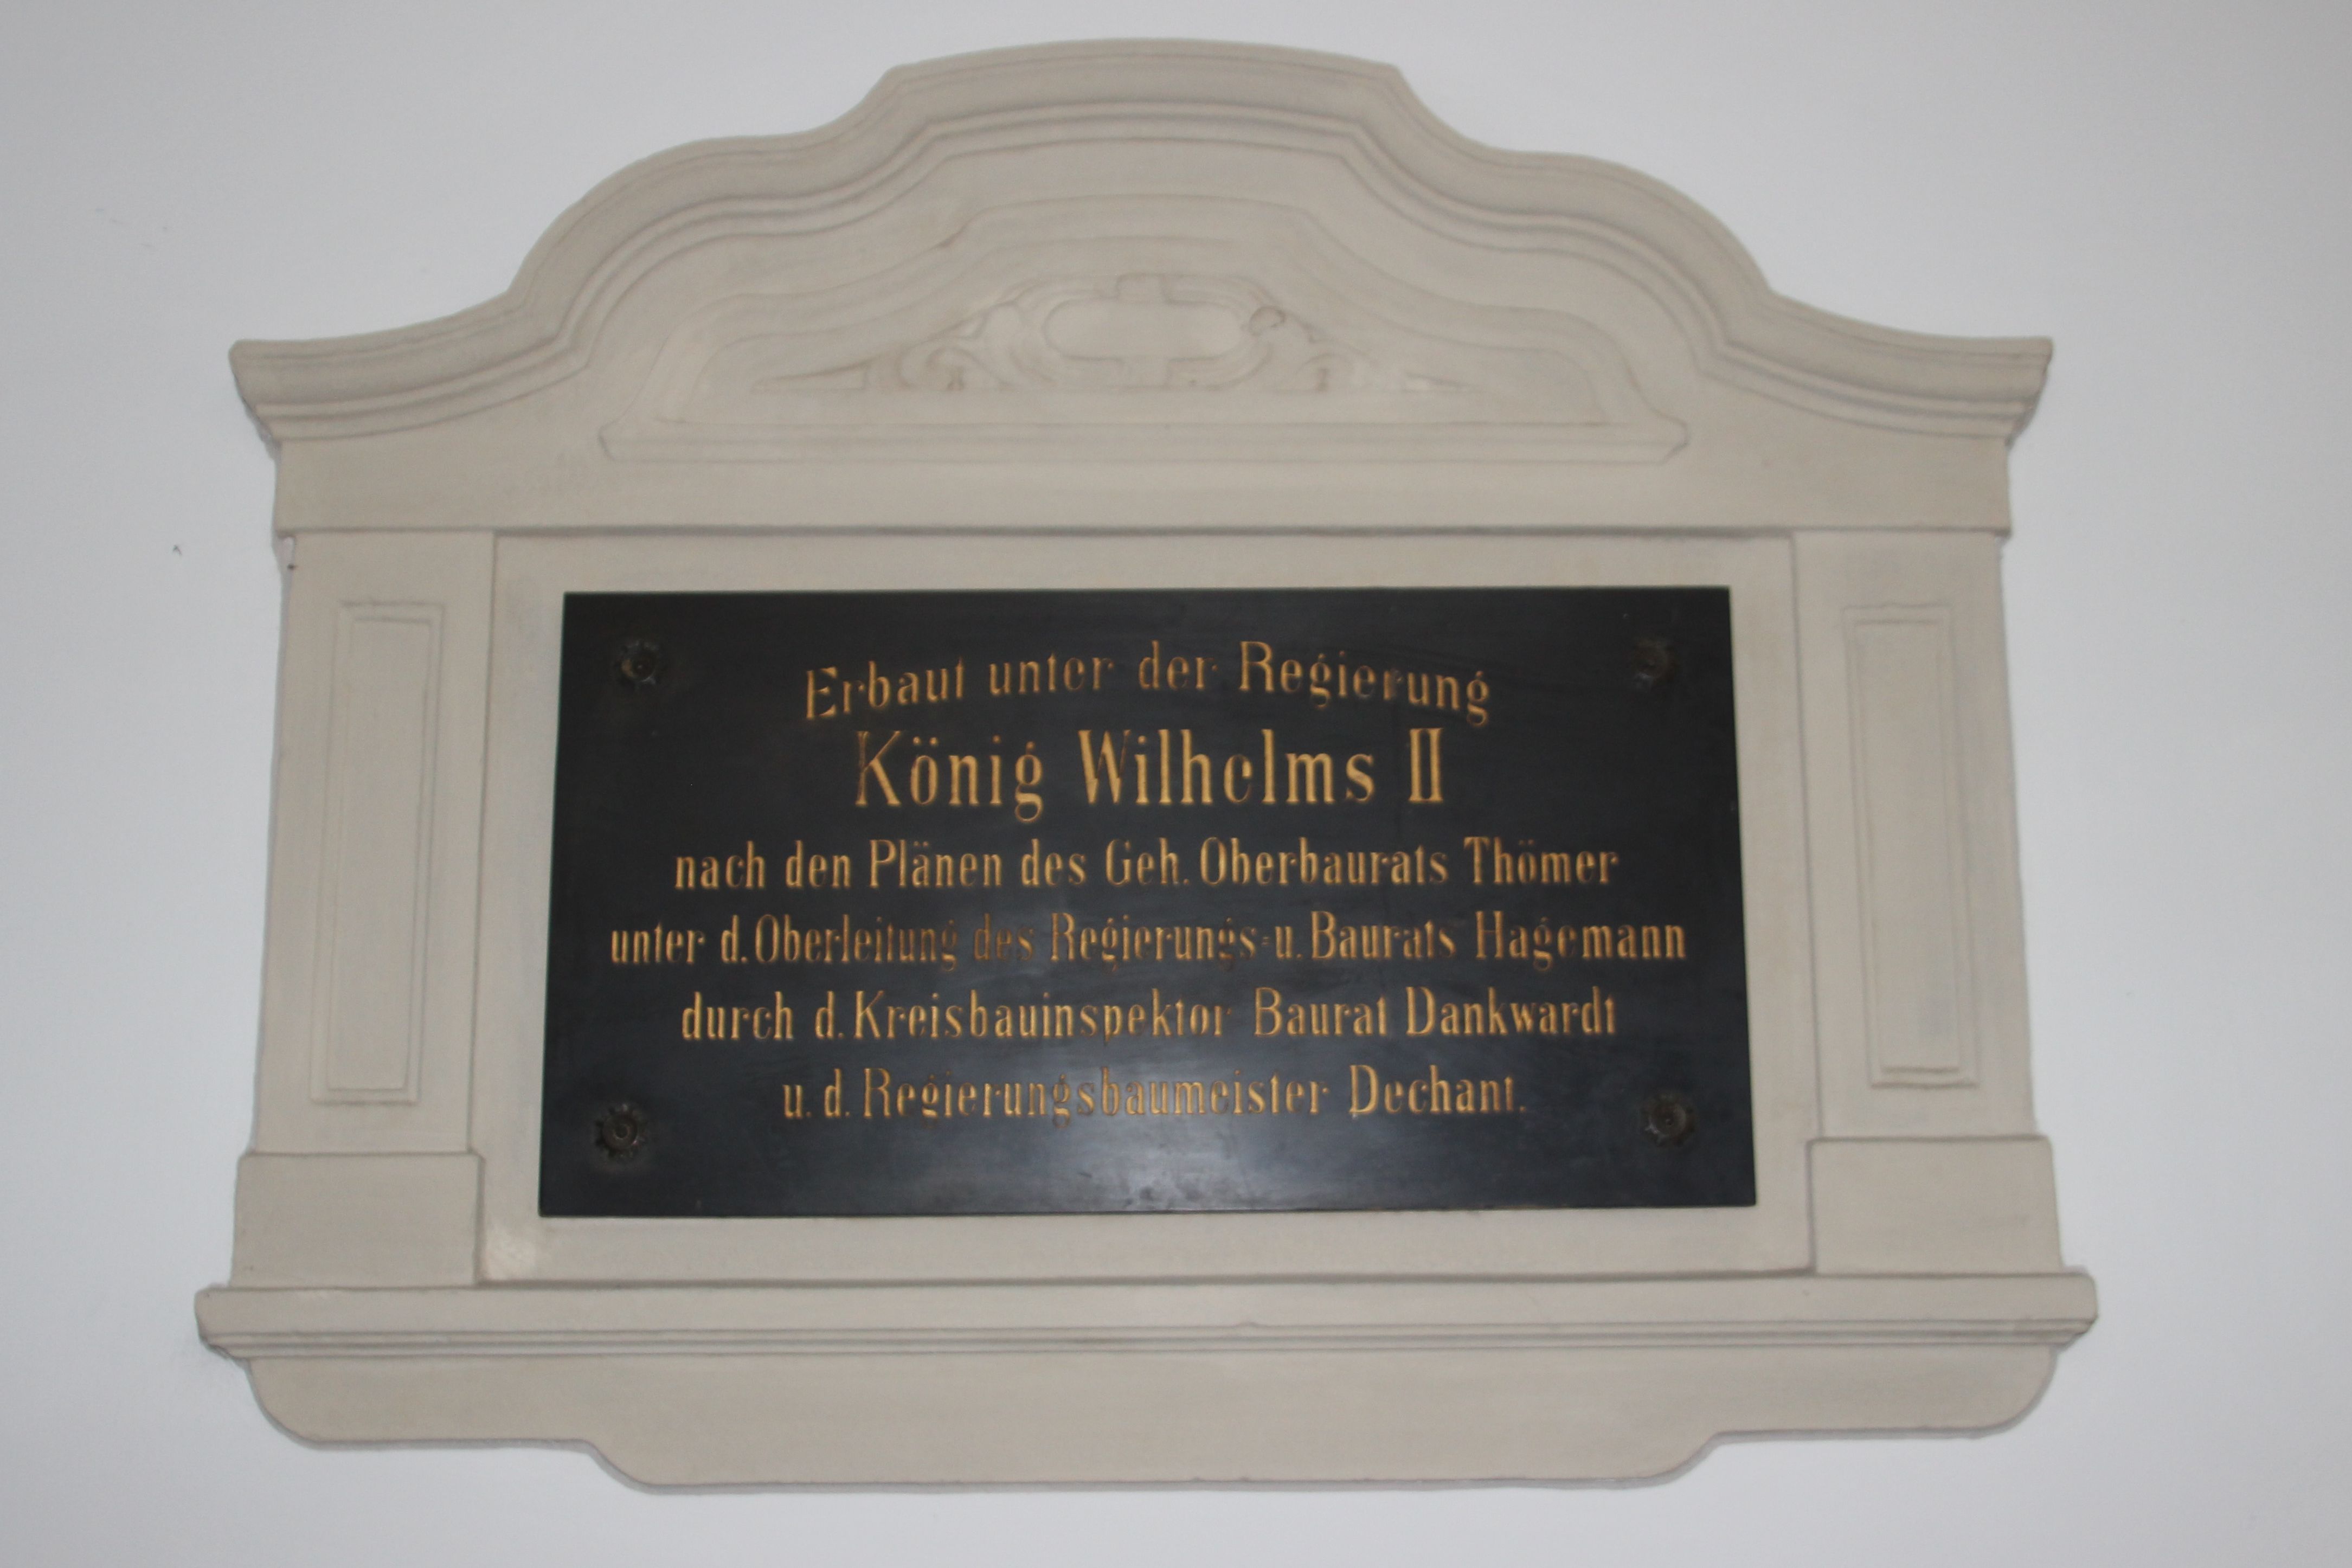 Erbaut unter der Regierung
König Wilhelms II
nach den Plänen des Geh. Oberbaurats Thömer
unter d. Oberleitung des Regierungs- u. Baurats Hagemann
durch d. Kreisbauinspektor Baurat Dankwardt
u. d. Regierungsbaumeister Dechant.